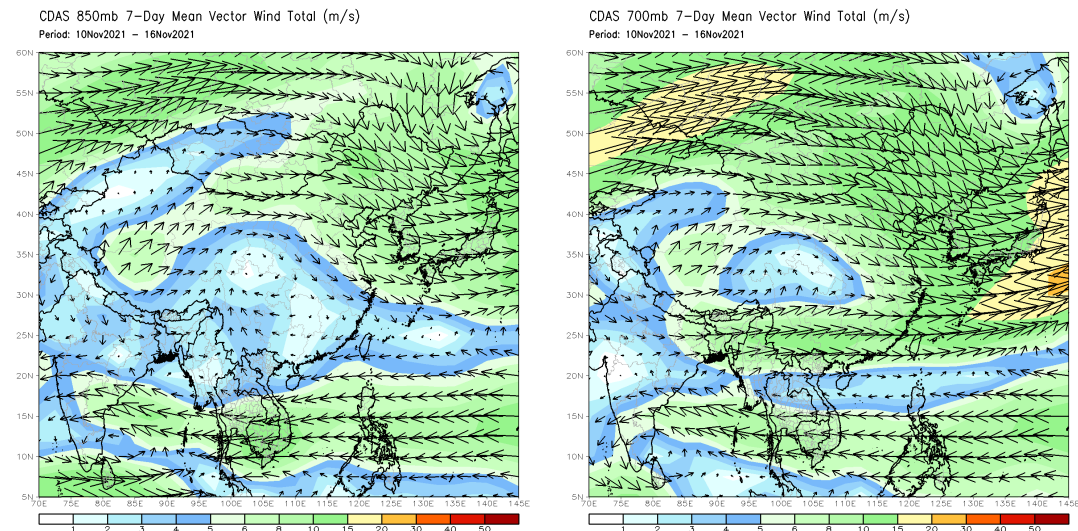 CDAS 850mb 7-Day Mean Vector Wind Total (m/s)
Period: 10Nov2021 - 16Nov2021
60N
55N
50N
45N
40N
35N
30N
25N
20N
15N
10N
5N
70E 75E 80E 85E 90E 95E 100E 105E 110E 115E 120E 125E 130E 135E 140E 145E
1 2 3 4 5 6 8 10 15 20 30 40 50
CDAS 700mb 7-Day Mean Vector Wind Total (m/s)
Period: 10Nov2021 - 16Nov2021
60N
55N
50N
45N
40N
35N
30N
25N
20N
15N
10N
5N
70E 75E 80E 85E 90E 95E 100E 105E 110E 115E 120E 125E 130E 135E 140E 145E
1 2 3 4 5 6 8 10 15 20 30 40 50